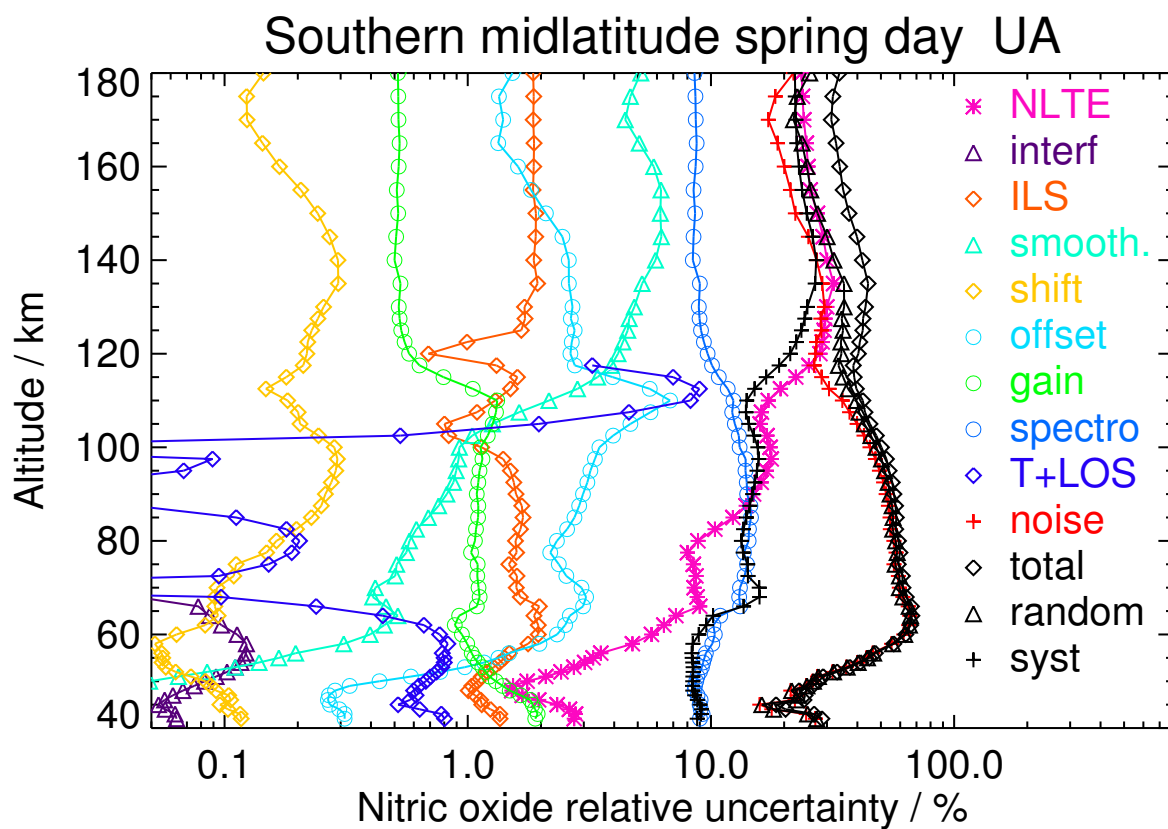 Southern midlatitude spring day UA
180
160
140
120
100
80
60
40
Altitude / km
NLTE
interf
ILS
smooth.
shift
offset
gain
spectro
T+LOS
noise
total
random
syst
0.1 1.0 10.0 100.0
Nitric oxide relative uncertainty / %